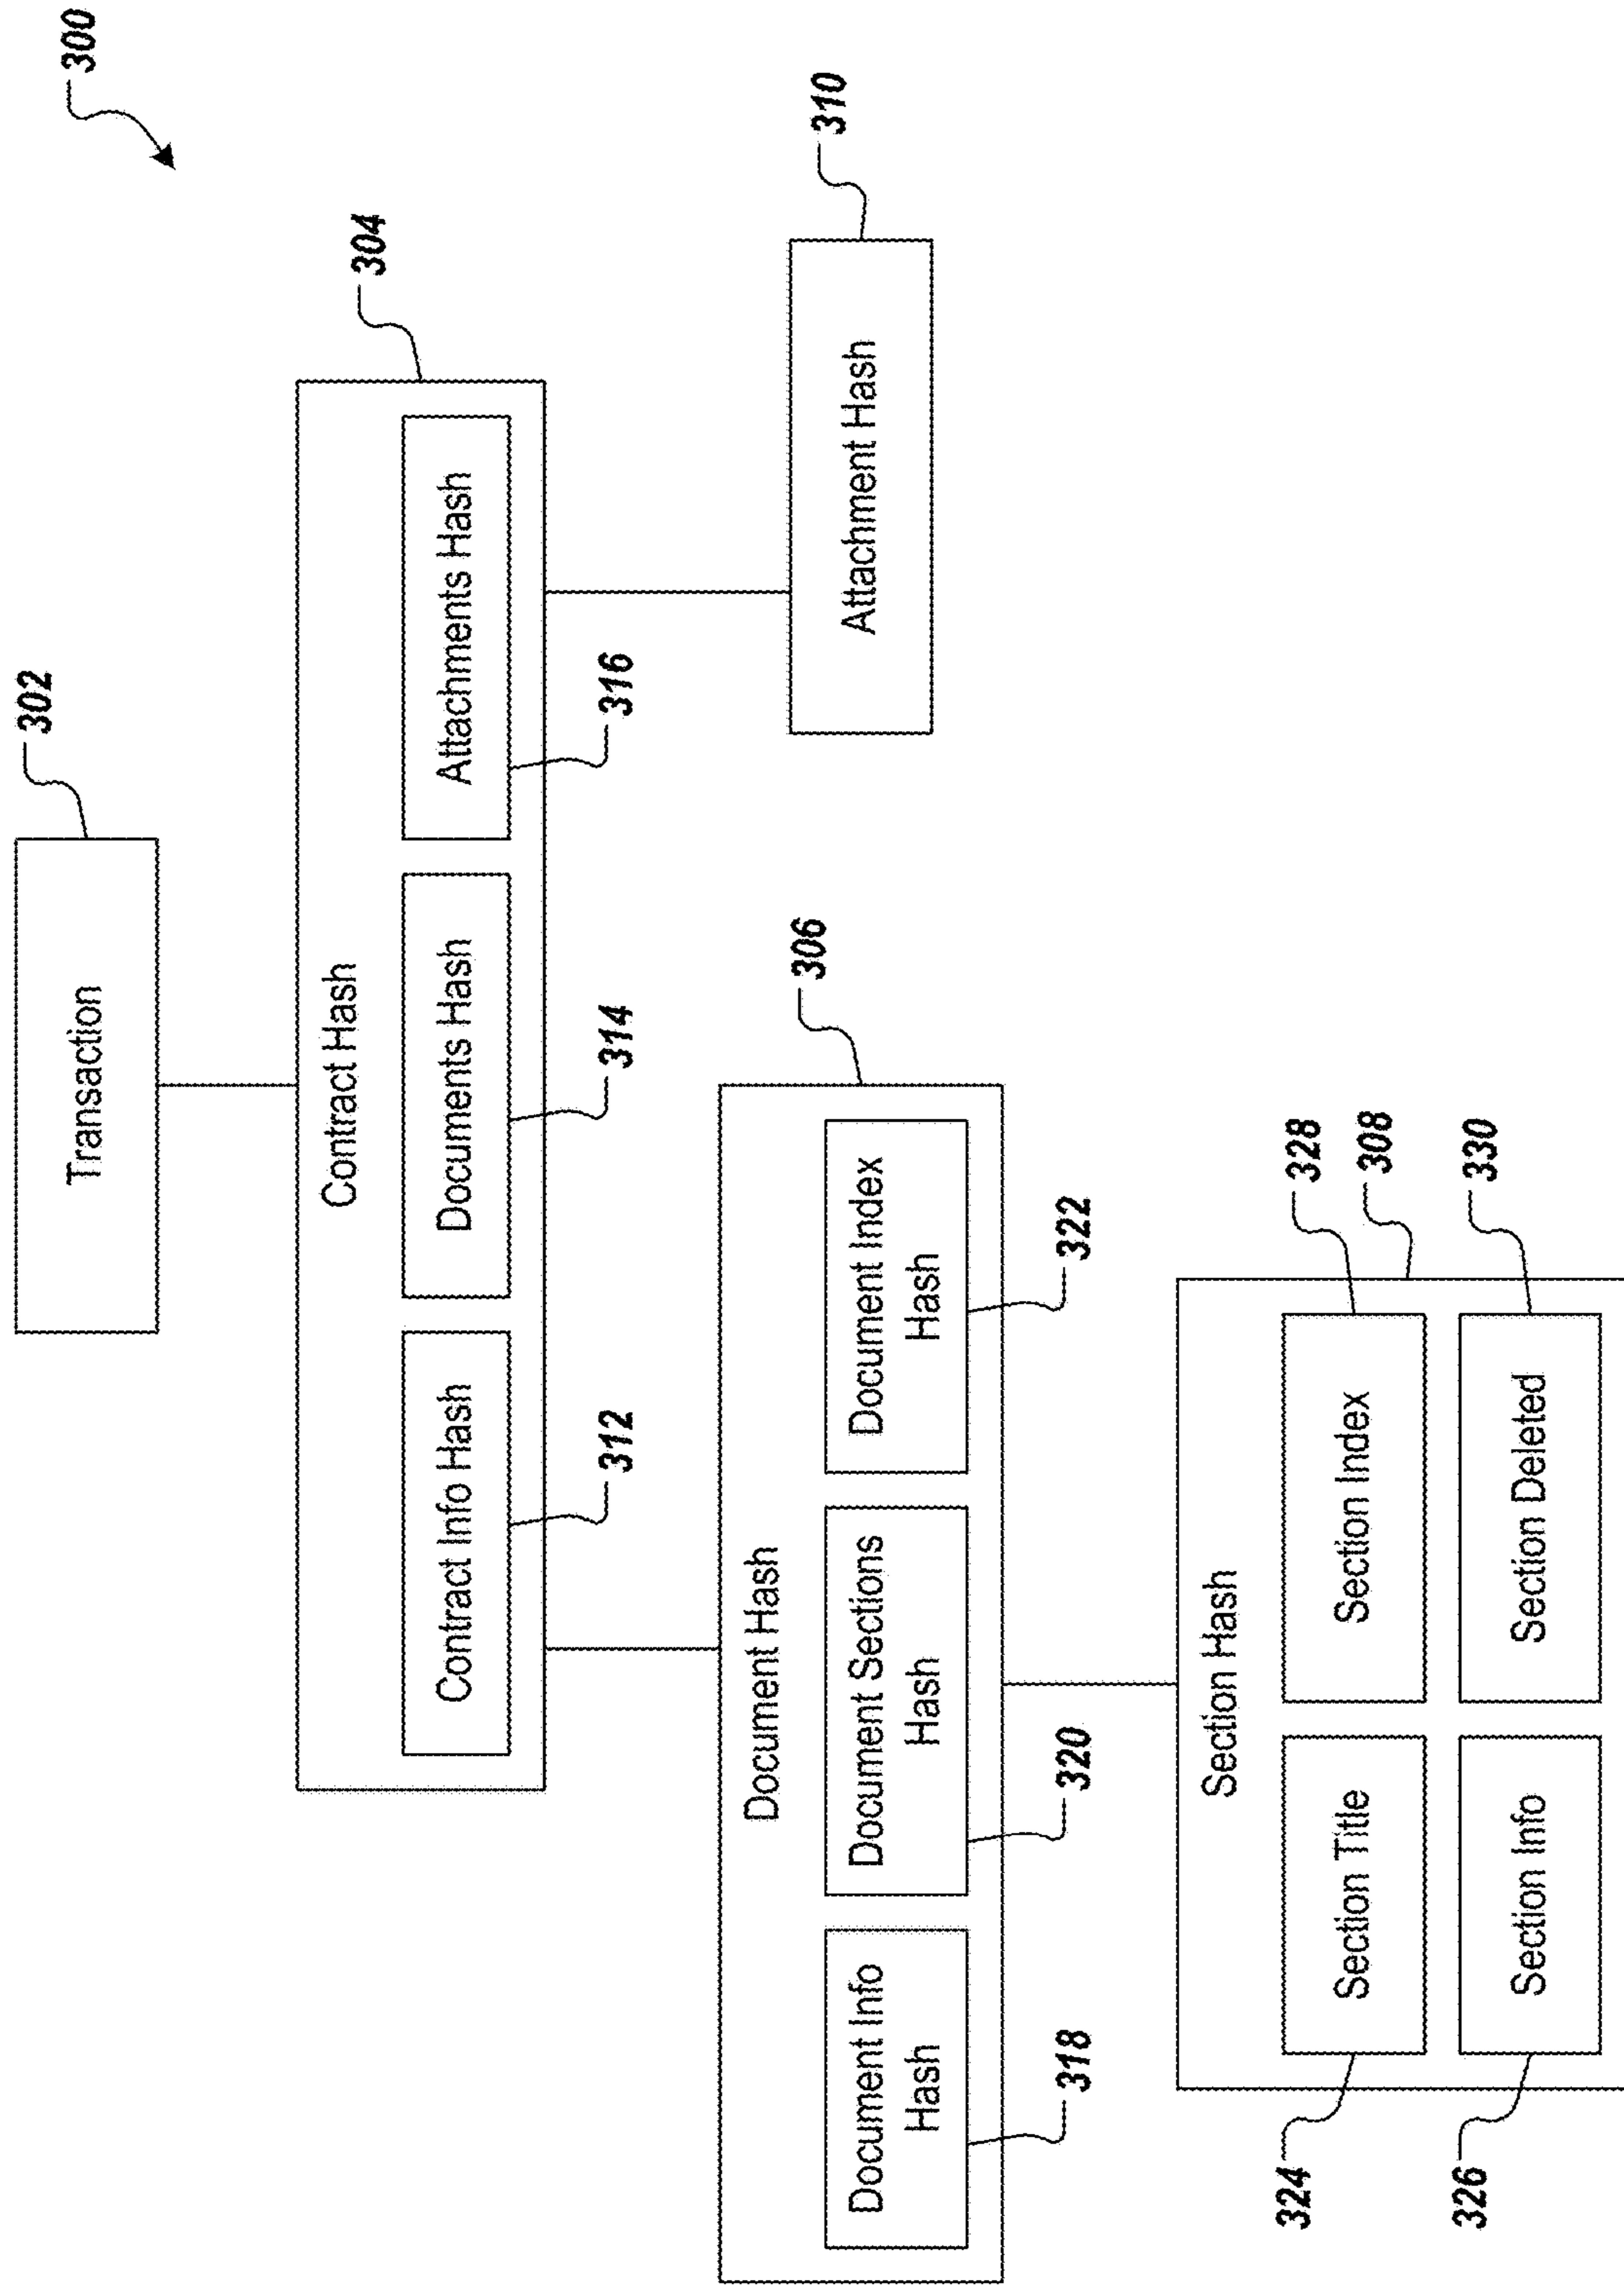 300
302
Transaction
304
Contract Hash
Contract Info Hash
Documents Hash
Attachments Hash
312
314
316
306
310
Document Hash
Attachment Hash
Document Info
Hash
Document Sections
Hash
Document Index
Hash
318
320
322
Section Hash
324
Section Title
Section Index
328
308
326
Section Info
Section Deleted
330